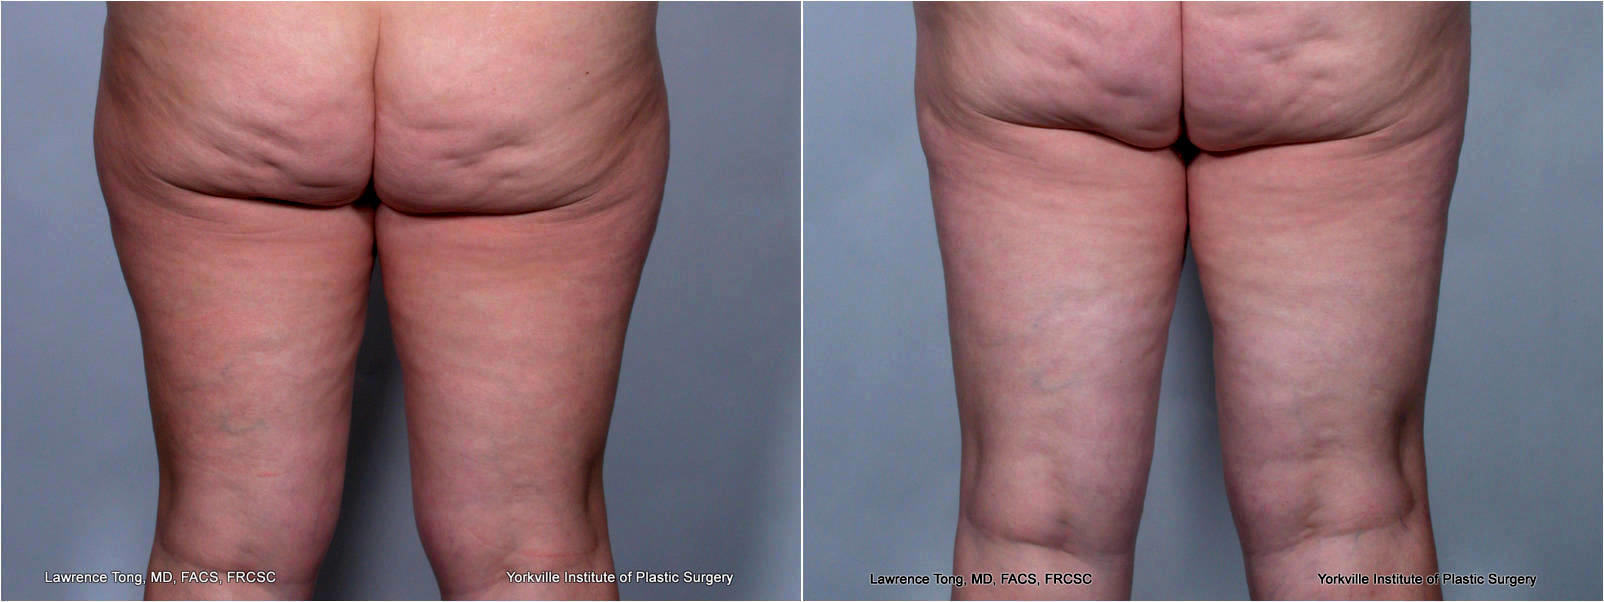 Lawrence Tong, MD, FACS, FRCSC
Yorkville Institute of Plastic Surgery
Lawrence Tong, MD, FACS, FRCSC
Yorkville Institute of Plastic Surgery